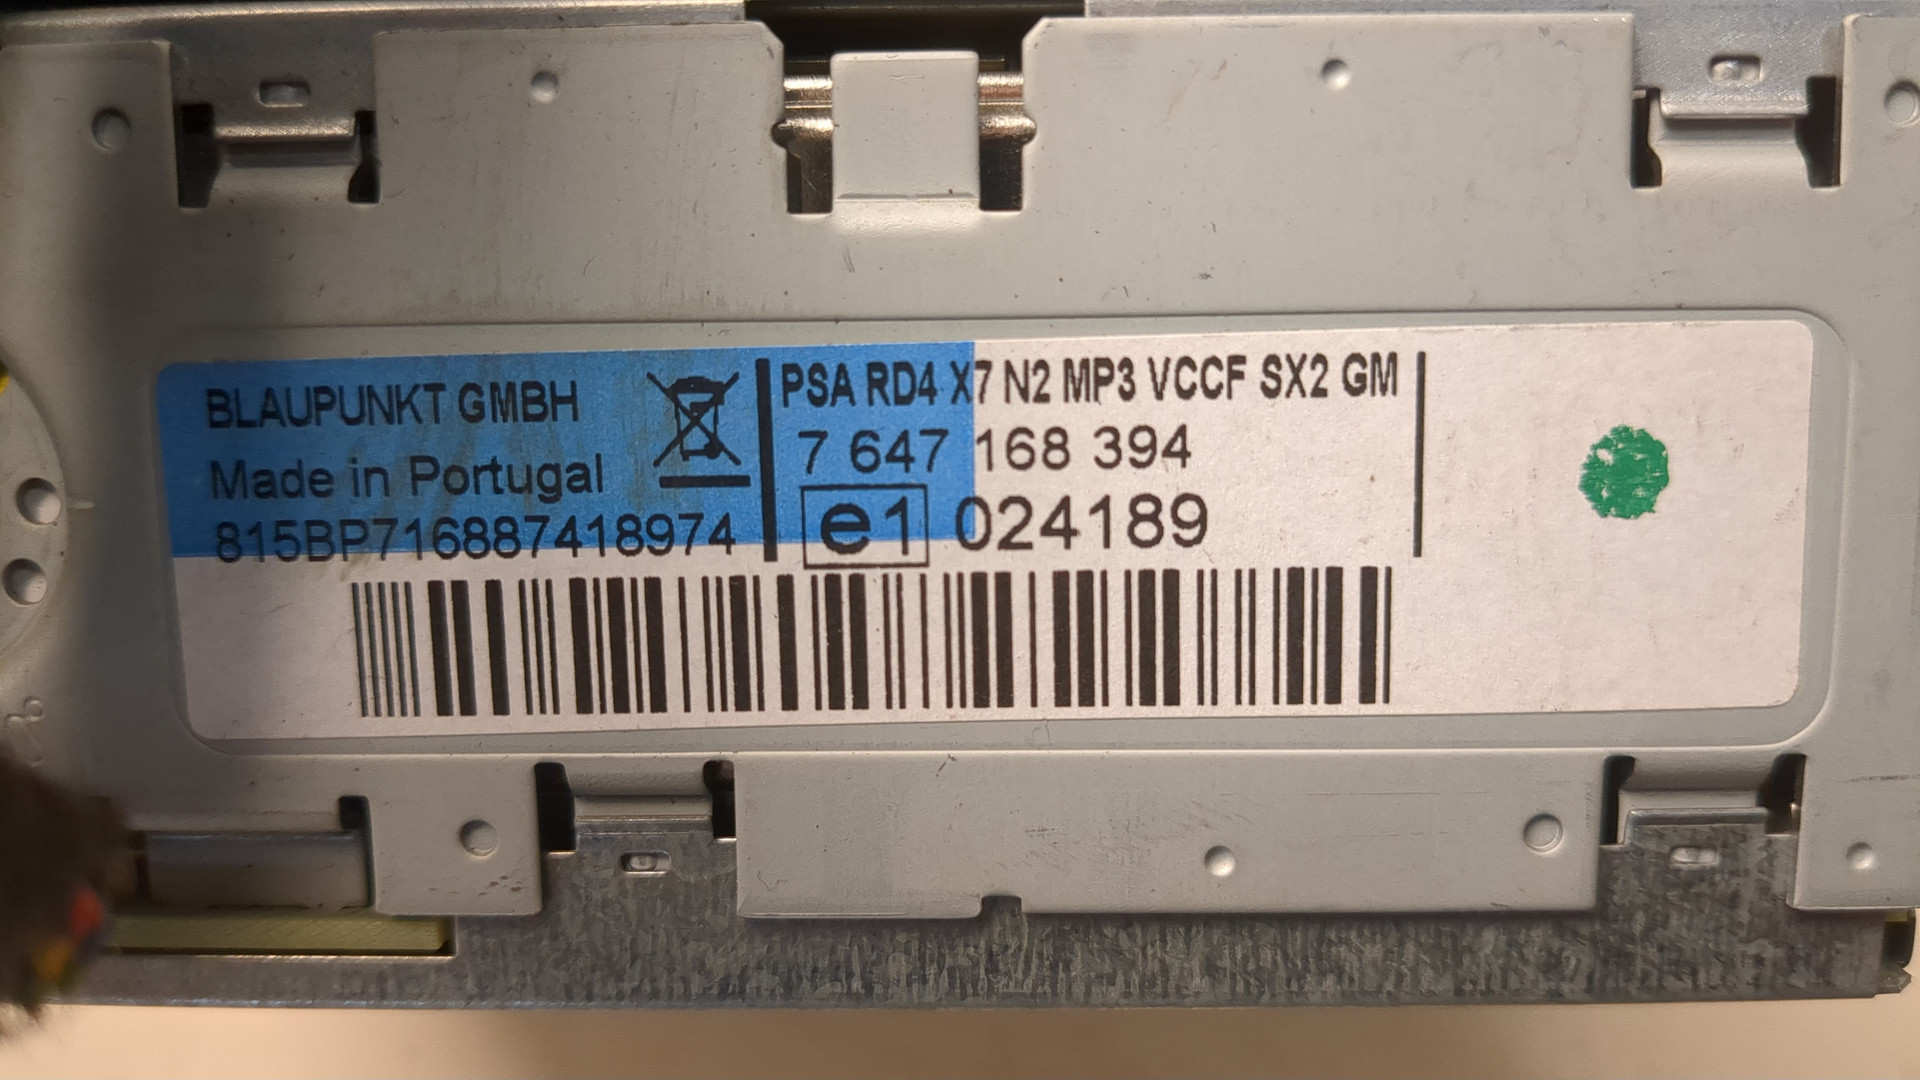 BLAUPUNKT GMBH
Made in Portugal
815BP716887418974
PSA RD4 X7 N2 MP3 VCCF SX2 GM
7 647 168 394
e1 024189